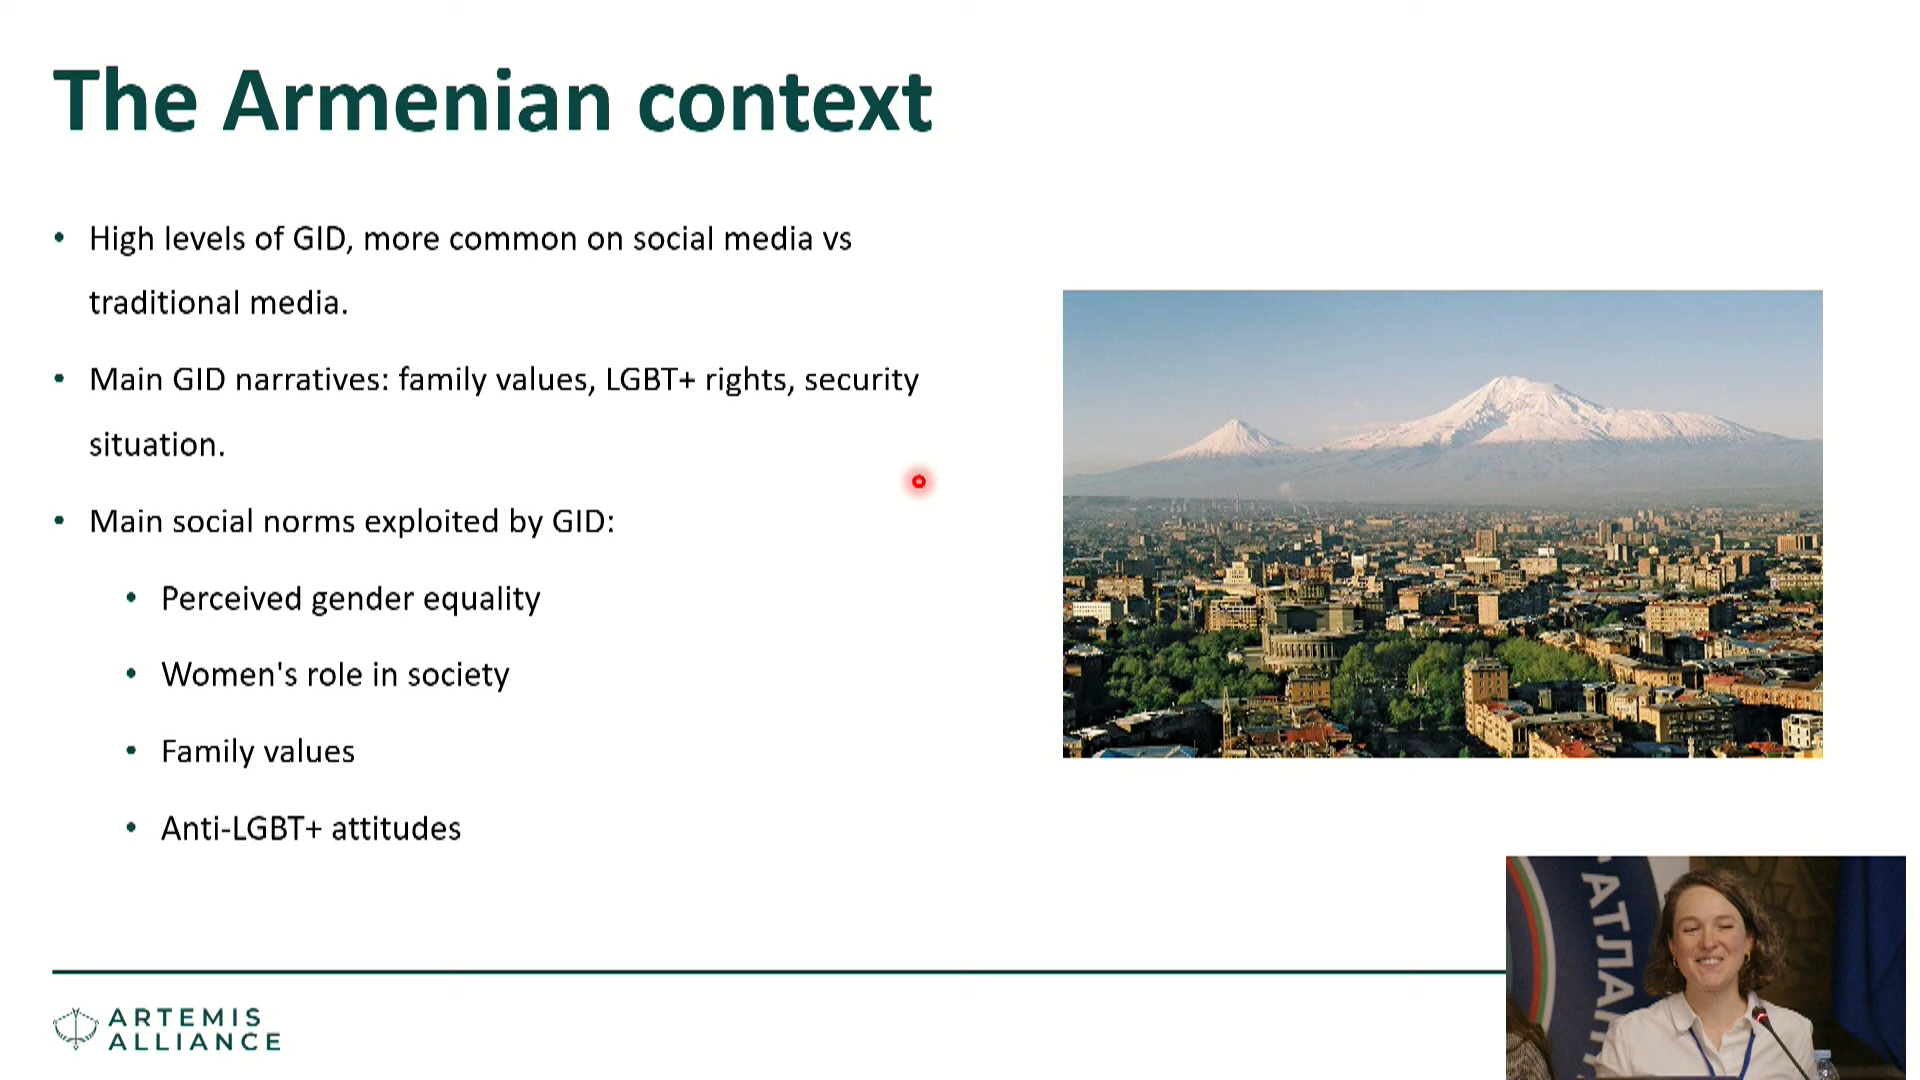 The Armenian context
• High levels of GID, more common on social media vs
traditional media.
• Main GID narratives: family values, LGBT+ rights, security
situation.
• Main social norms exploited by GID:
• Perceived gender equality
• Women's role in society
• Family values
• Anti-LGBT+ attitudes
ARTEMIS
ALLIANCE